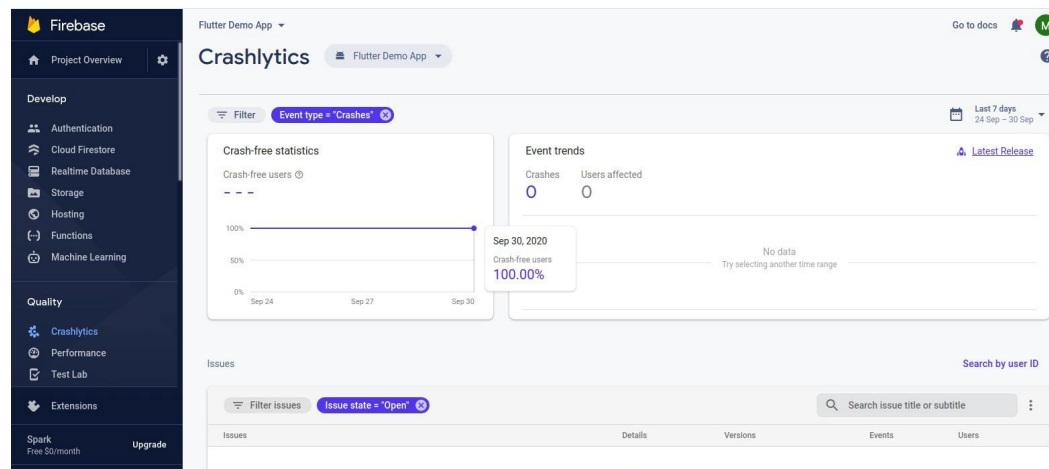 Firebase
Project Overview
Develop
Authentication
Cloud Firestore
Realtime Database
Storage
Hosting
Functions
Machine Learning
Quality
Crashlytics
Performance
Test Lab
Extensions
Spark
Free $0/month
Upgrade
Flutter Demo App
Go to docs
M
Crashlytics
Flutter Demo App
Filter
Event type = "Crashes"
Last 7 days
24 Sep – 30 Sep
Crash-free statistics
Crash-free users
- - -
100%
50%
0%
Sep 24 Sep 27 Sep 30
Sep 30, 2020
Crash-free users
100.00%
Event trends
Latest Release
Crashes Users affected
0 0
No data
Try selecting another time range
Issues
Search by user ID
Filter issues
Issue state = "Open"
Search issue title or subtitle
Issues Details Versions Events Users